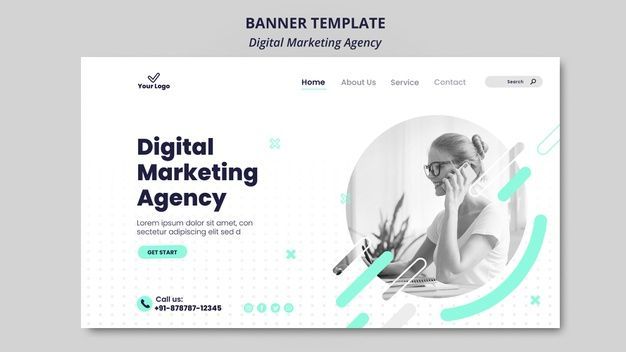 BANNER TEMPLATE
Digital Marketing Agency
Your Logo
Home About Us Service Contact Search
Digital
Marketing
Agency
Lorem ipsum dolor sit amet, con
sectetur adipiscing elit sed d
GET START
Call us:
+91-878787-12345